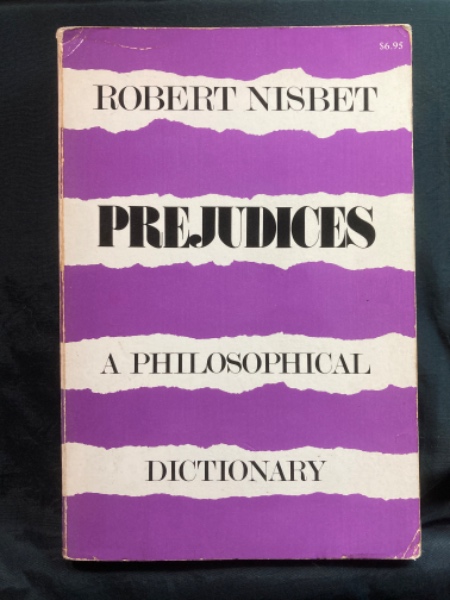 $6.95
ROBERT NISBET
PREJUDICES
A PHILOSOPHICAL
DICTIONARY